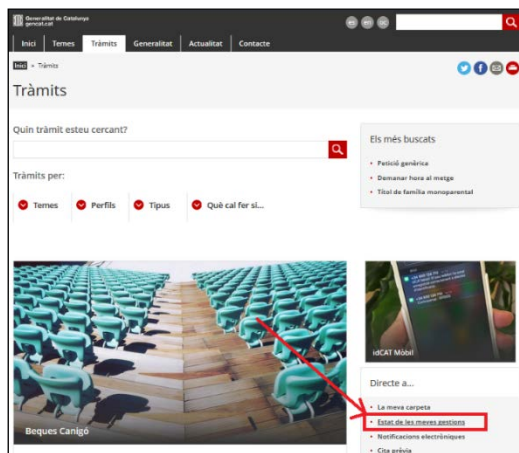 Generalitat de Catalunya
gencat.cat
es en oc
Inici Temes Tràmits Generalitat Actualitat Contacte
Inici > Tràmits
Tràmits
Quin tràmit esteu cercant?
Tràmits per:
Temes Perfils Tipus Què cal fer si...
Els més buscats
Petició genèrica
Demanar hora al metge
Títol de família monoparental
Beques Canigó
idCAT Mòbil
Directe a...
La meva carpeta
Estat de les meves gestions
Notificacions electròniques
Cita prèvia